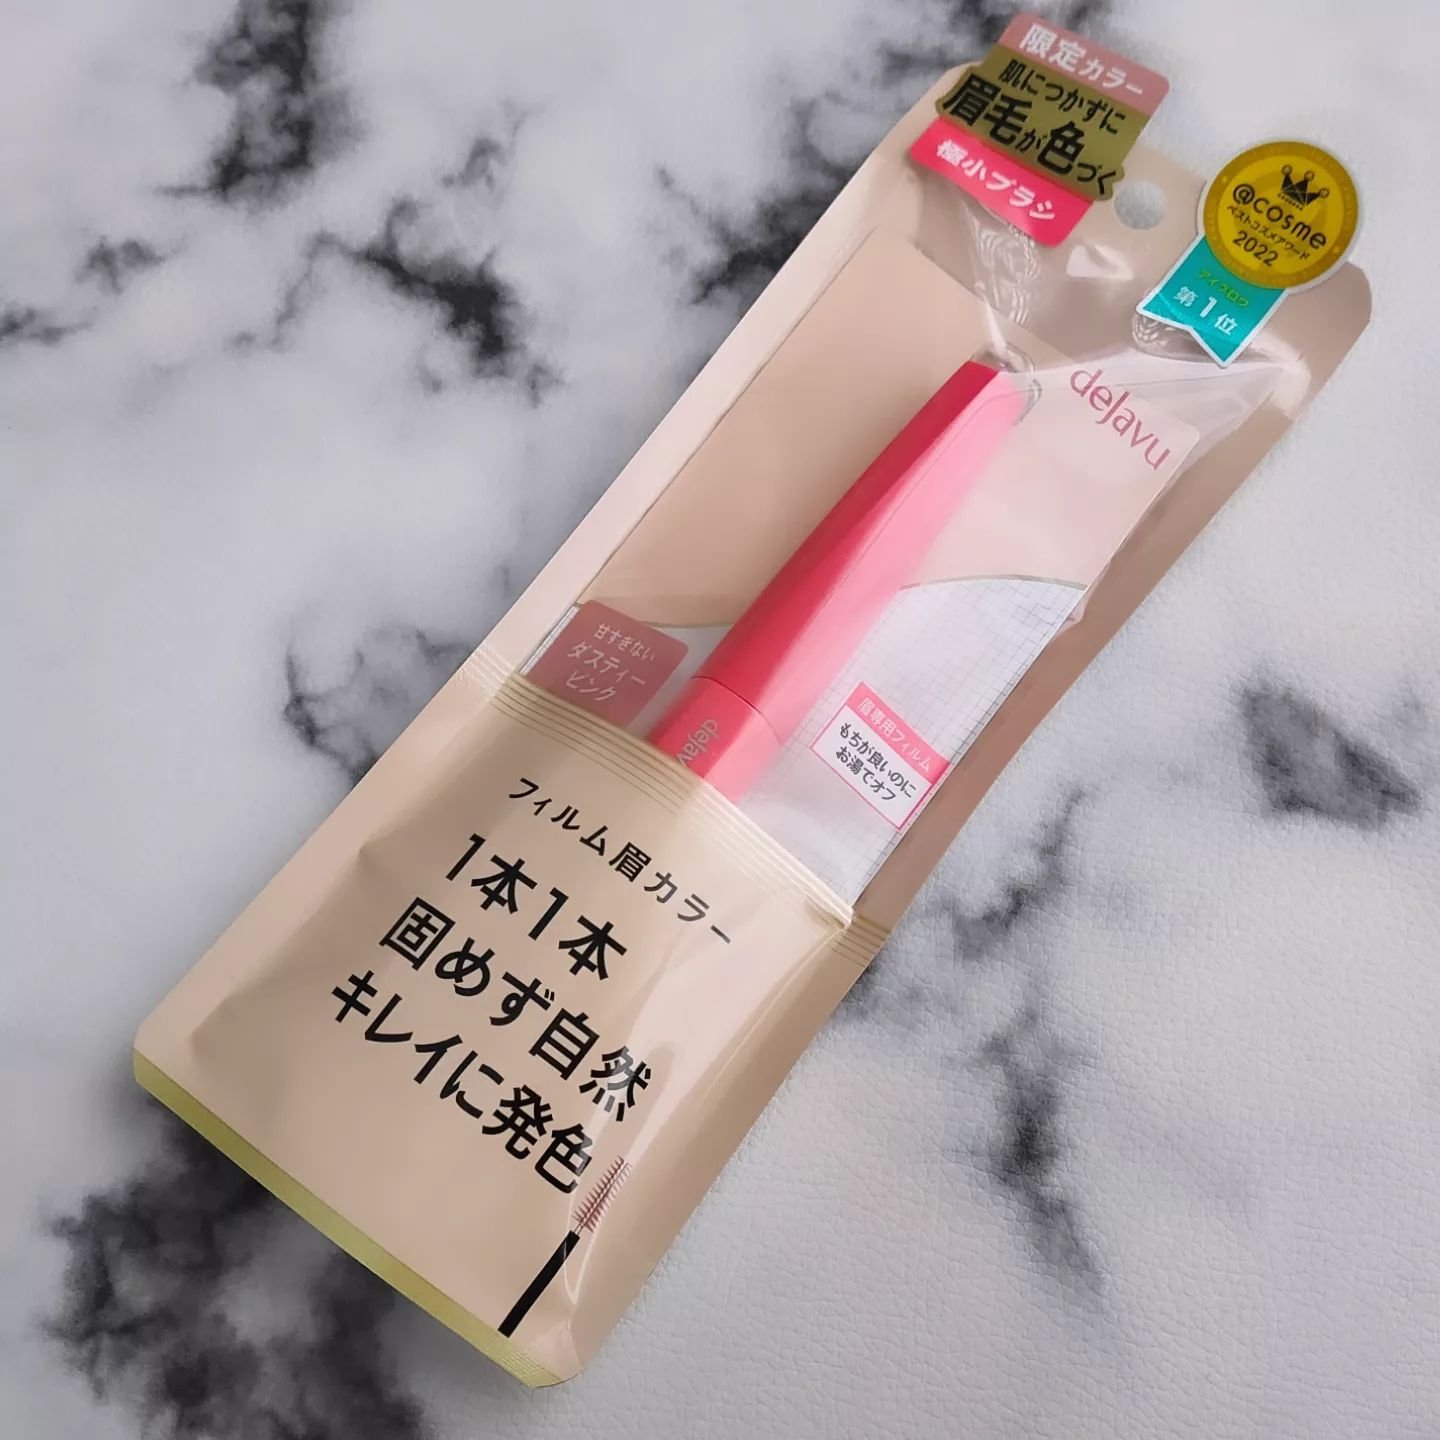 限定カラー
肌につかずに
眉毛が色づく
極小ブラシ
@cosme
ベストコスメアワード
2022
アイブロウ
第1位
dejavu
甘すぎない
ダスティー
ピンク
dejav
眉専用フィルム
もちが良いのに
お湯でオフ
フィルム眉カラー
1本1本
固めず自然
キレイに発色